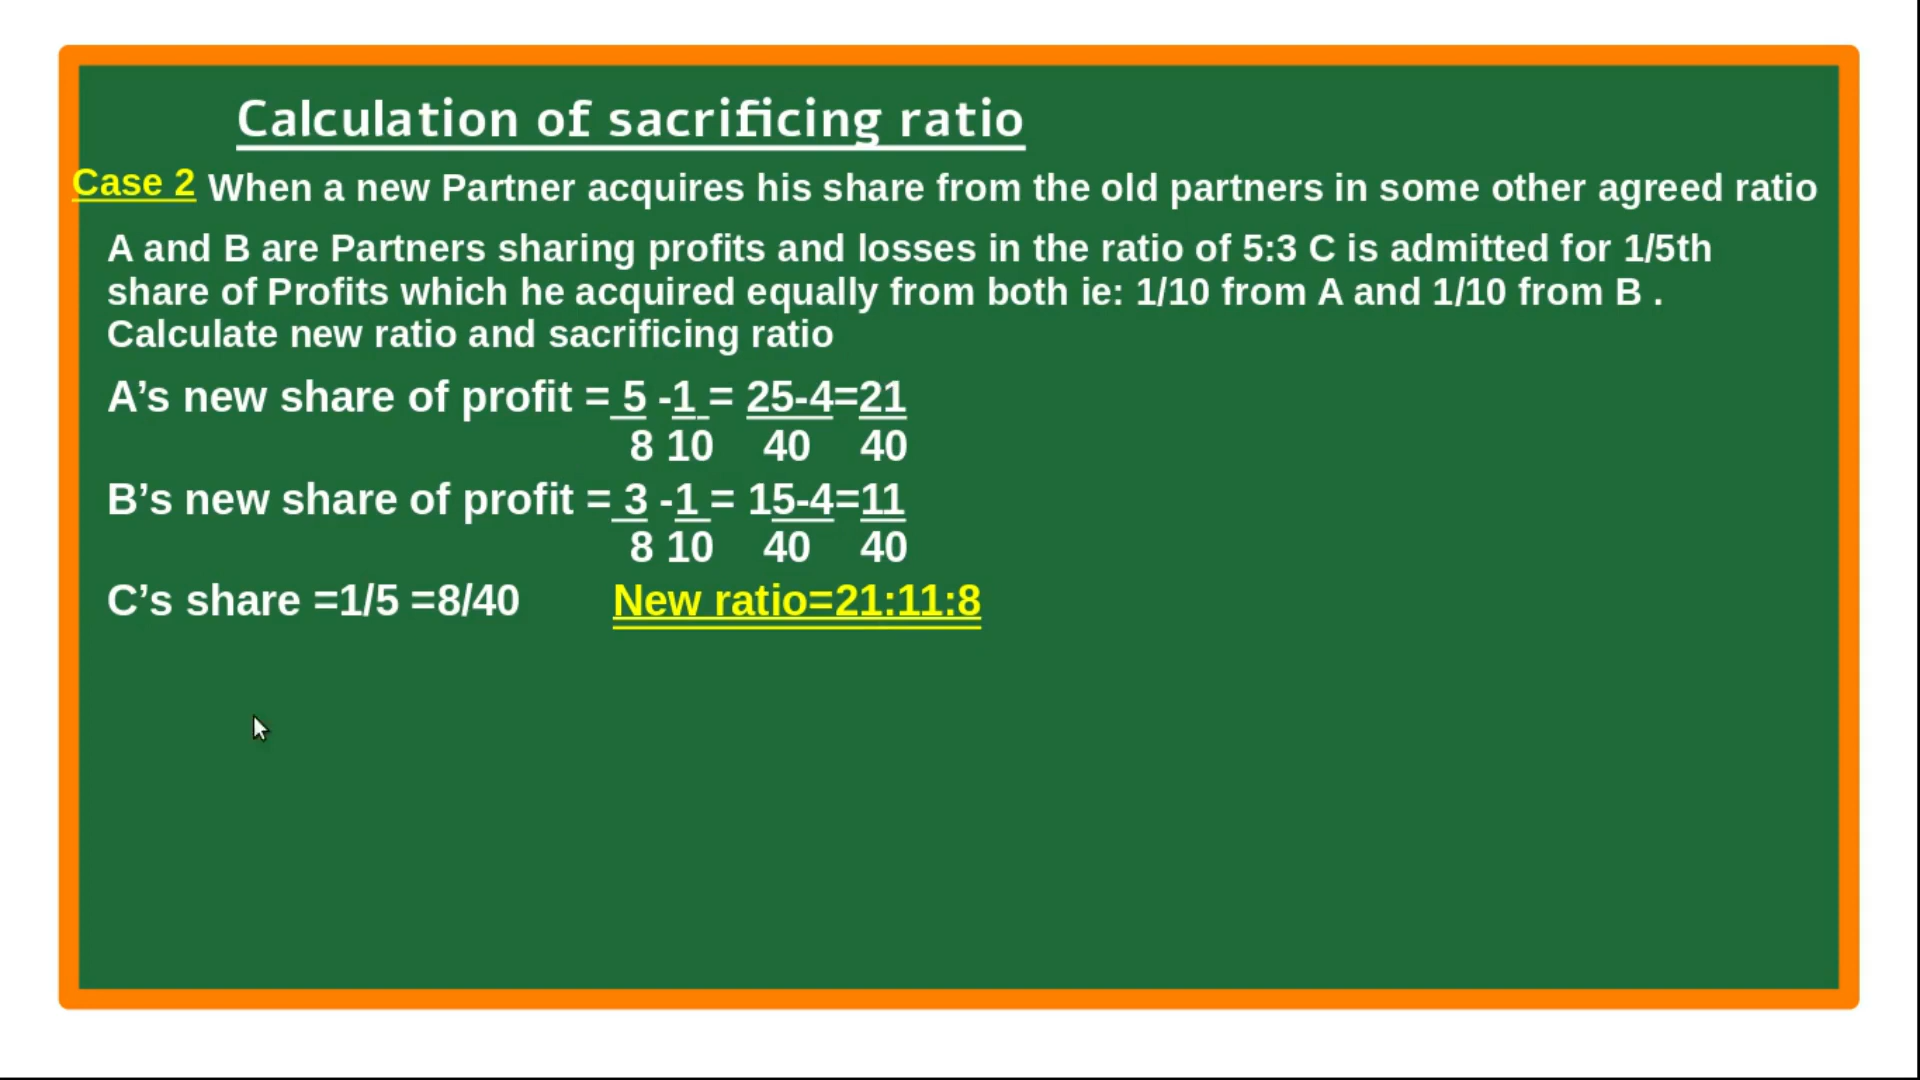 Calculation of sacrificing ratio
Case 2 When a new Partner acquires his share from the old partners in some other agreed ratio
A and B are Partners sharing profits and losses in the ratio of 5:3 C is admitted for 1/5th
share of Profits which he acquired equally from both ie: 1/10 from A and 1/10 from B .
Calculate new ratio and sacrificing ratio
A’s new share of profit = 5 -1 = 25-4=21
8 10 40 40
B’s new share of profit = 3 -1 = 15-4=11
8 10 40 40
C’s share =1/5 =8/40 New ratio=21:11:8